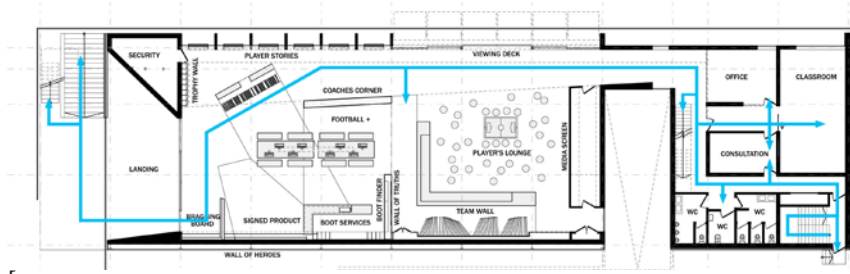 SECURITY
TROPHY WALL
PLAYER STORIES
VIEWING DECK
COACHES CORNER
FOOTBALL +
OFFICE
CLASSROOM
LANDING
PLAYER'S LOUNGE
MEDIA SCREEN
CONSULTATION
BRAGGING
BOARD
SIGNED PRODUCT
BOOT SERVICES
BOOT FINDER
WALL OF TRUTHS
TEAM WALL
WC
WC
WC
WALL OF HEROES